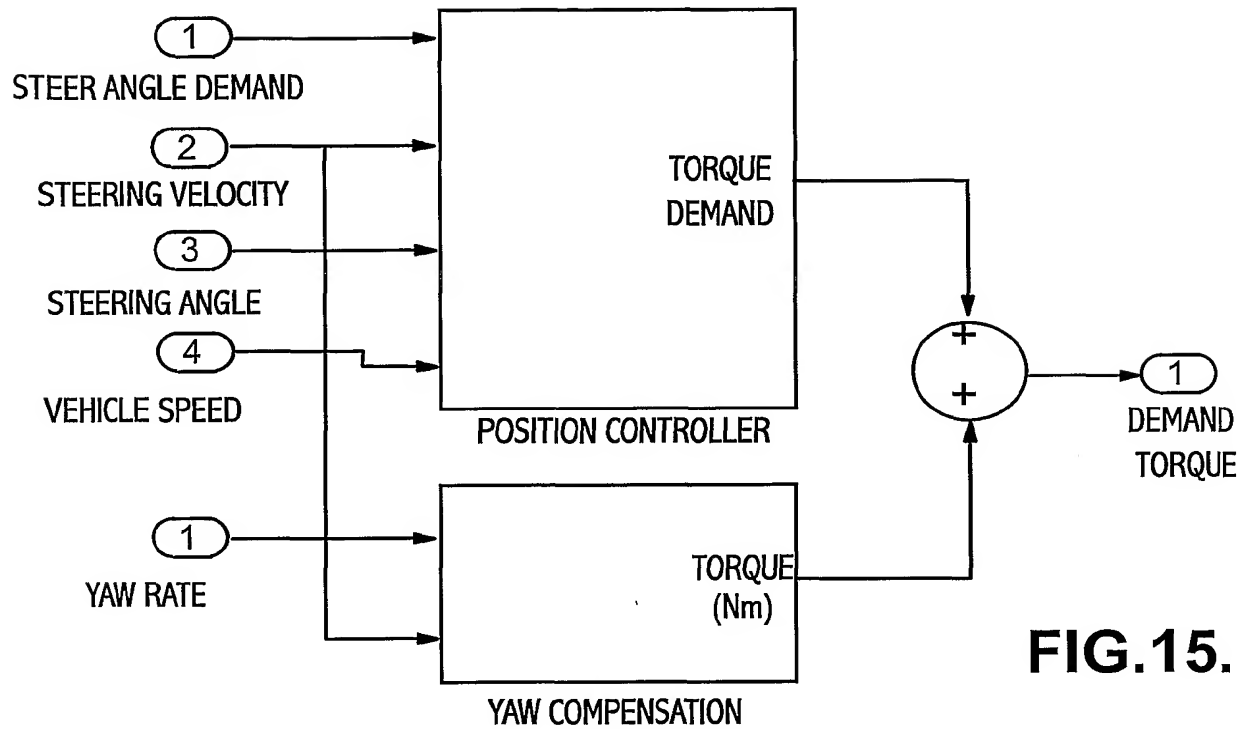 1
STEER ANGLE DEMAND
2
STEERING VELOCITY
3
STEERING ANGLE
4
VEHICLE SPEED
TORQUE
DEMAND
POSITION CONTROLLER
+
+
1
DEMAND
TORQUE
1
YAW RATE
TORQUE
(Nm)
YAW COMPENSATION
FIG.15.